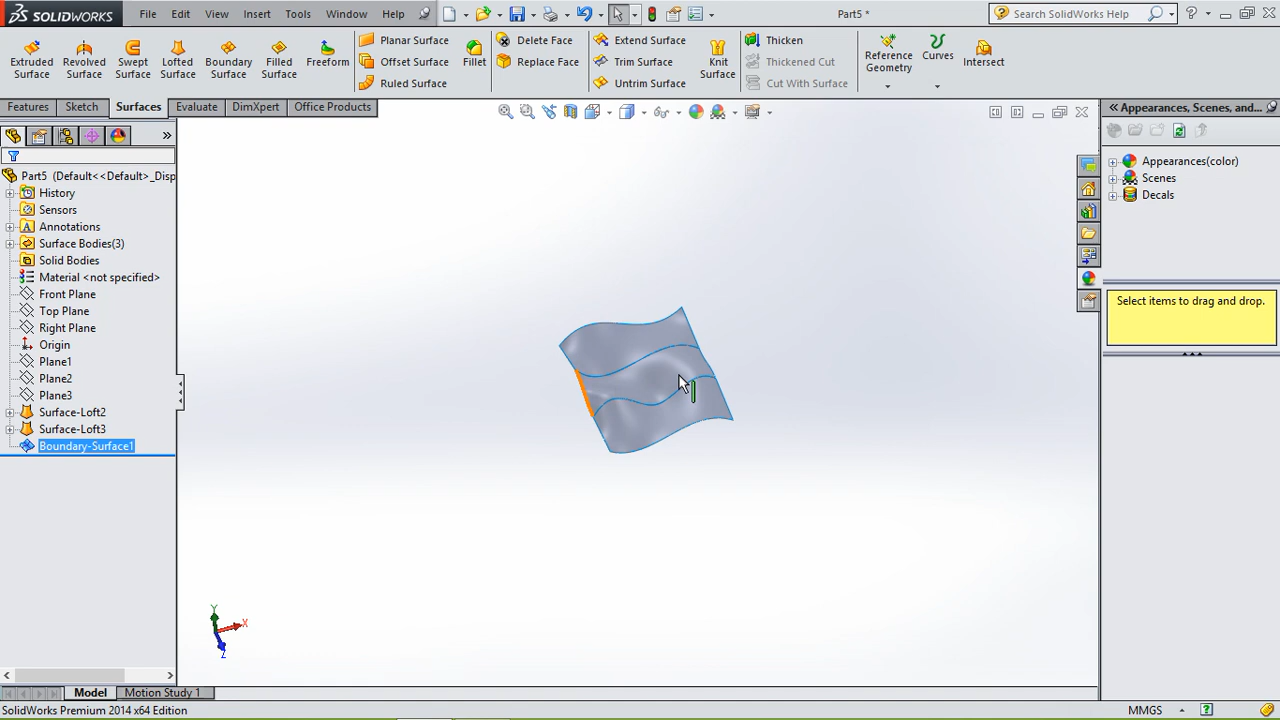 SOLIDWORKS File Edit View Insert Tools Window Help Part5 * Search SolidWorks Help
Extruded Surface Revolved Surface Swept Surface Lofted Surface Boundary Surface Filled Surface Freeform Planar Surface Offset Surface Ruled Surface Fillet Delete Face Replace Face Extend Surface Trim Surface Untrim Surface Knit Surface Thicken Thickened Cut Cut With Surface Reference Geometry Curves Intersect
Features Sketch Surfaces Evaluate DimXpert Office Products
Appearances, Scenes, and...
Part5 (Default<<Default>_Disp
History
Sensors
Annotations
Surface Bodies(3)
Solid Bodies
Material <not specified>
Front Plane
Top Plane
Right Plane
Origin
Plane1
Plane2
Plane3
Surface-Loft2
Surface-Loft3
Boundary-Surface1
Appearances(color)
Scenes
Decals
Select items to drag and drop.
Y
X
Z
Model Motion Study 1
SolidWorks Premium 2014 x64 Edition MMGS